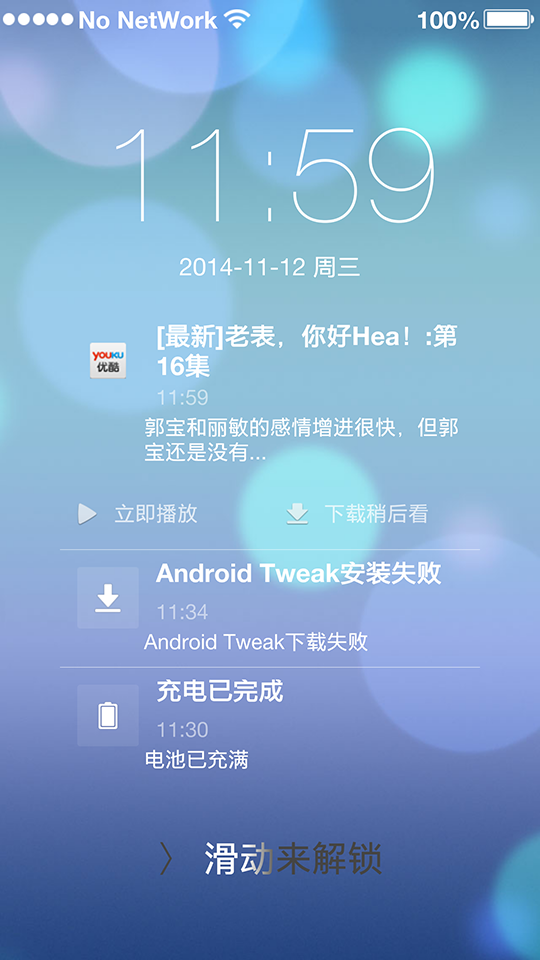 No NetWork 100%
11:59
2014-11-12 周三
[最新]老表，你好Hea！:第
16集
YOUKU
优酷
11:59
郭宝和丽敏的感情增进很快，但郭
宝还是没有...
立即播放 下载稍后看
Android Tweak安装失败
11:34
Android Tweak下载失败
充电已完成
11:30
电池已充满
〉 滑动来解锁